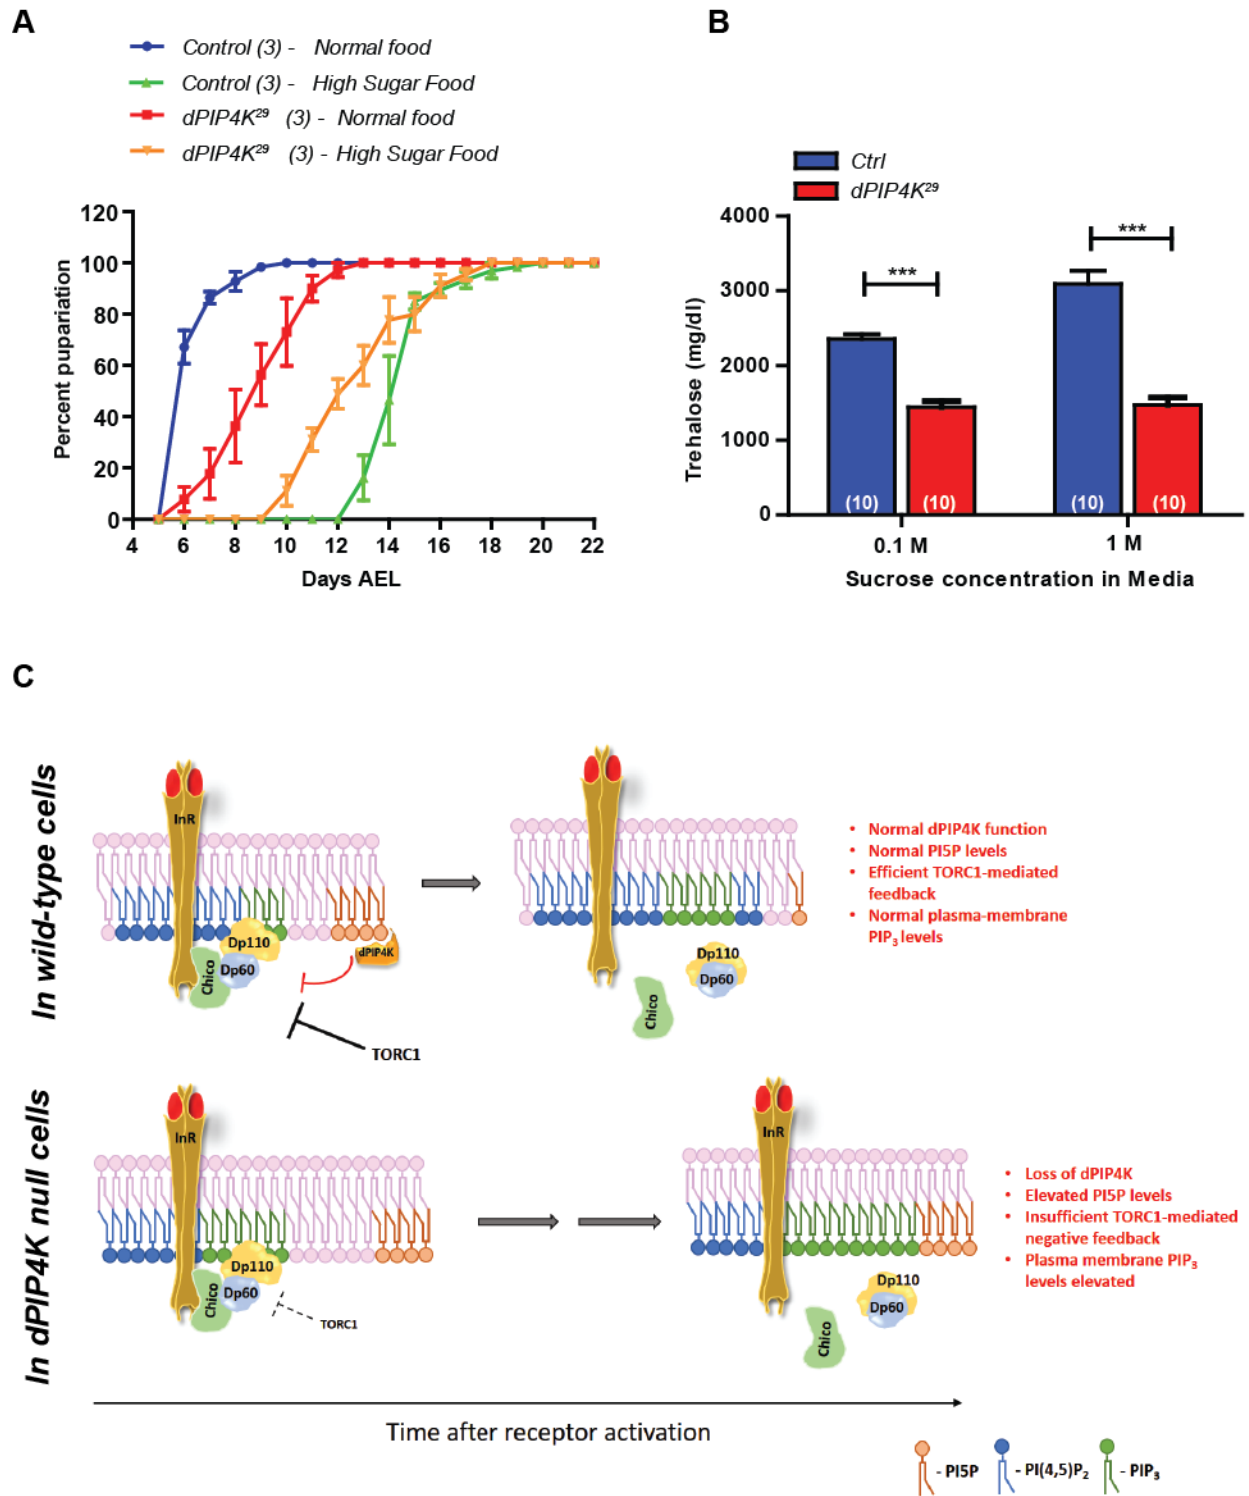 A
Control (3) - Normal food
Control (3) - High Sugar Food
dPIP4K²⁹ (3) - Normal food
dPIP4K²⁹ (3) - High Sugar Food
120
100
80
60
40
20
0
4 6 8 10 12 14 16 18 20 22
Percent pupariation
Days AEL
B
Ctrl
dPIP4K²⁹
4000
3000
2000
1000
0
Trehalose (mg/dl)
***
***
(10) (10) (10) (10)
0.1 M 1 M
Sucrose concentration in Media
C
In wild-type cells
InR
Dp110
Dp60
Chico
dPIP4K
TORC1
Dp110
Dp60
Chico
• Normal dPIP4K function
• Normal PI5P levels
• Efficient TORC1-mediated
feedback
• Normal plasma-membrane
PIP₃ levels
In dPIP4K null cells
InR
Dp110
Dp60
Chico
TORC1
InR
Dp110
Dp60
Chico
• Loss of dPIP4K
• Elevated PI5P levels
• Insufficient TORC1-mediated
negative feedback
• Plasma membrane PIP₃
levels elevated
Time after receptor activation
- PI5P - PI(4,5)P₂ - PIP₃